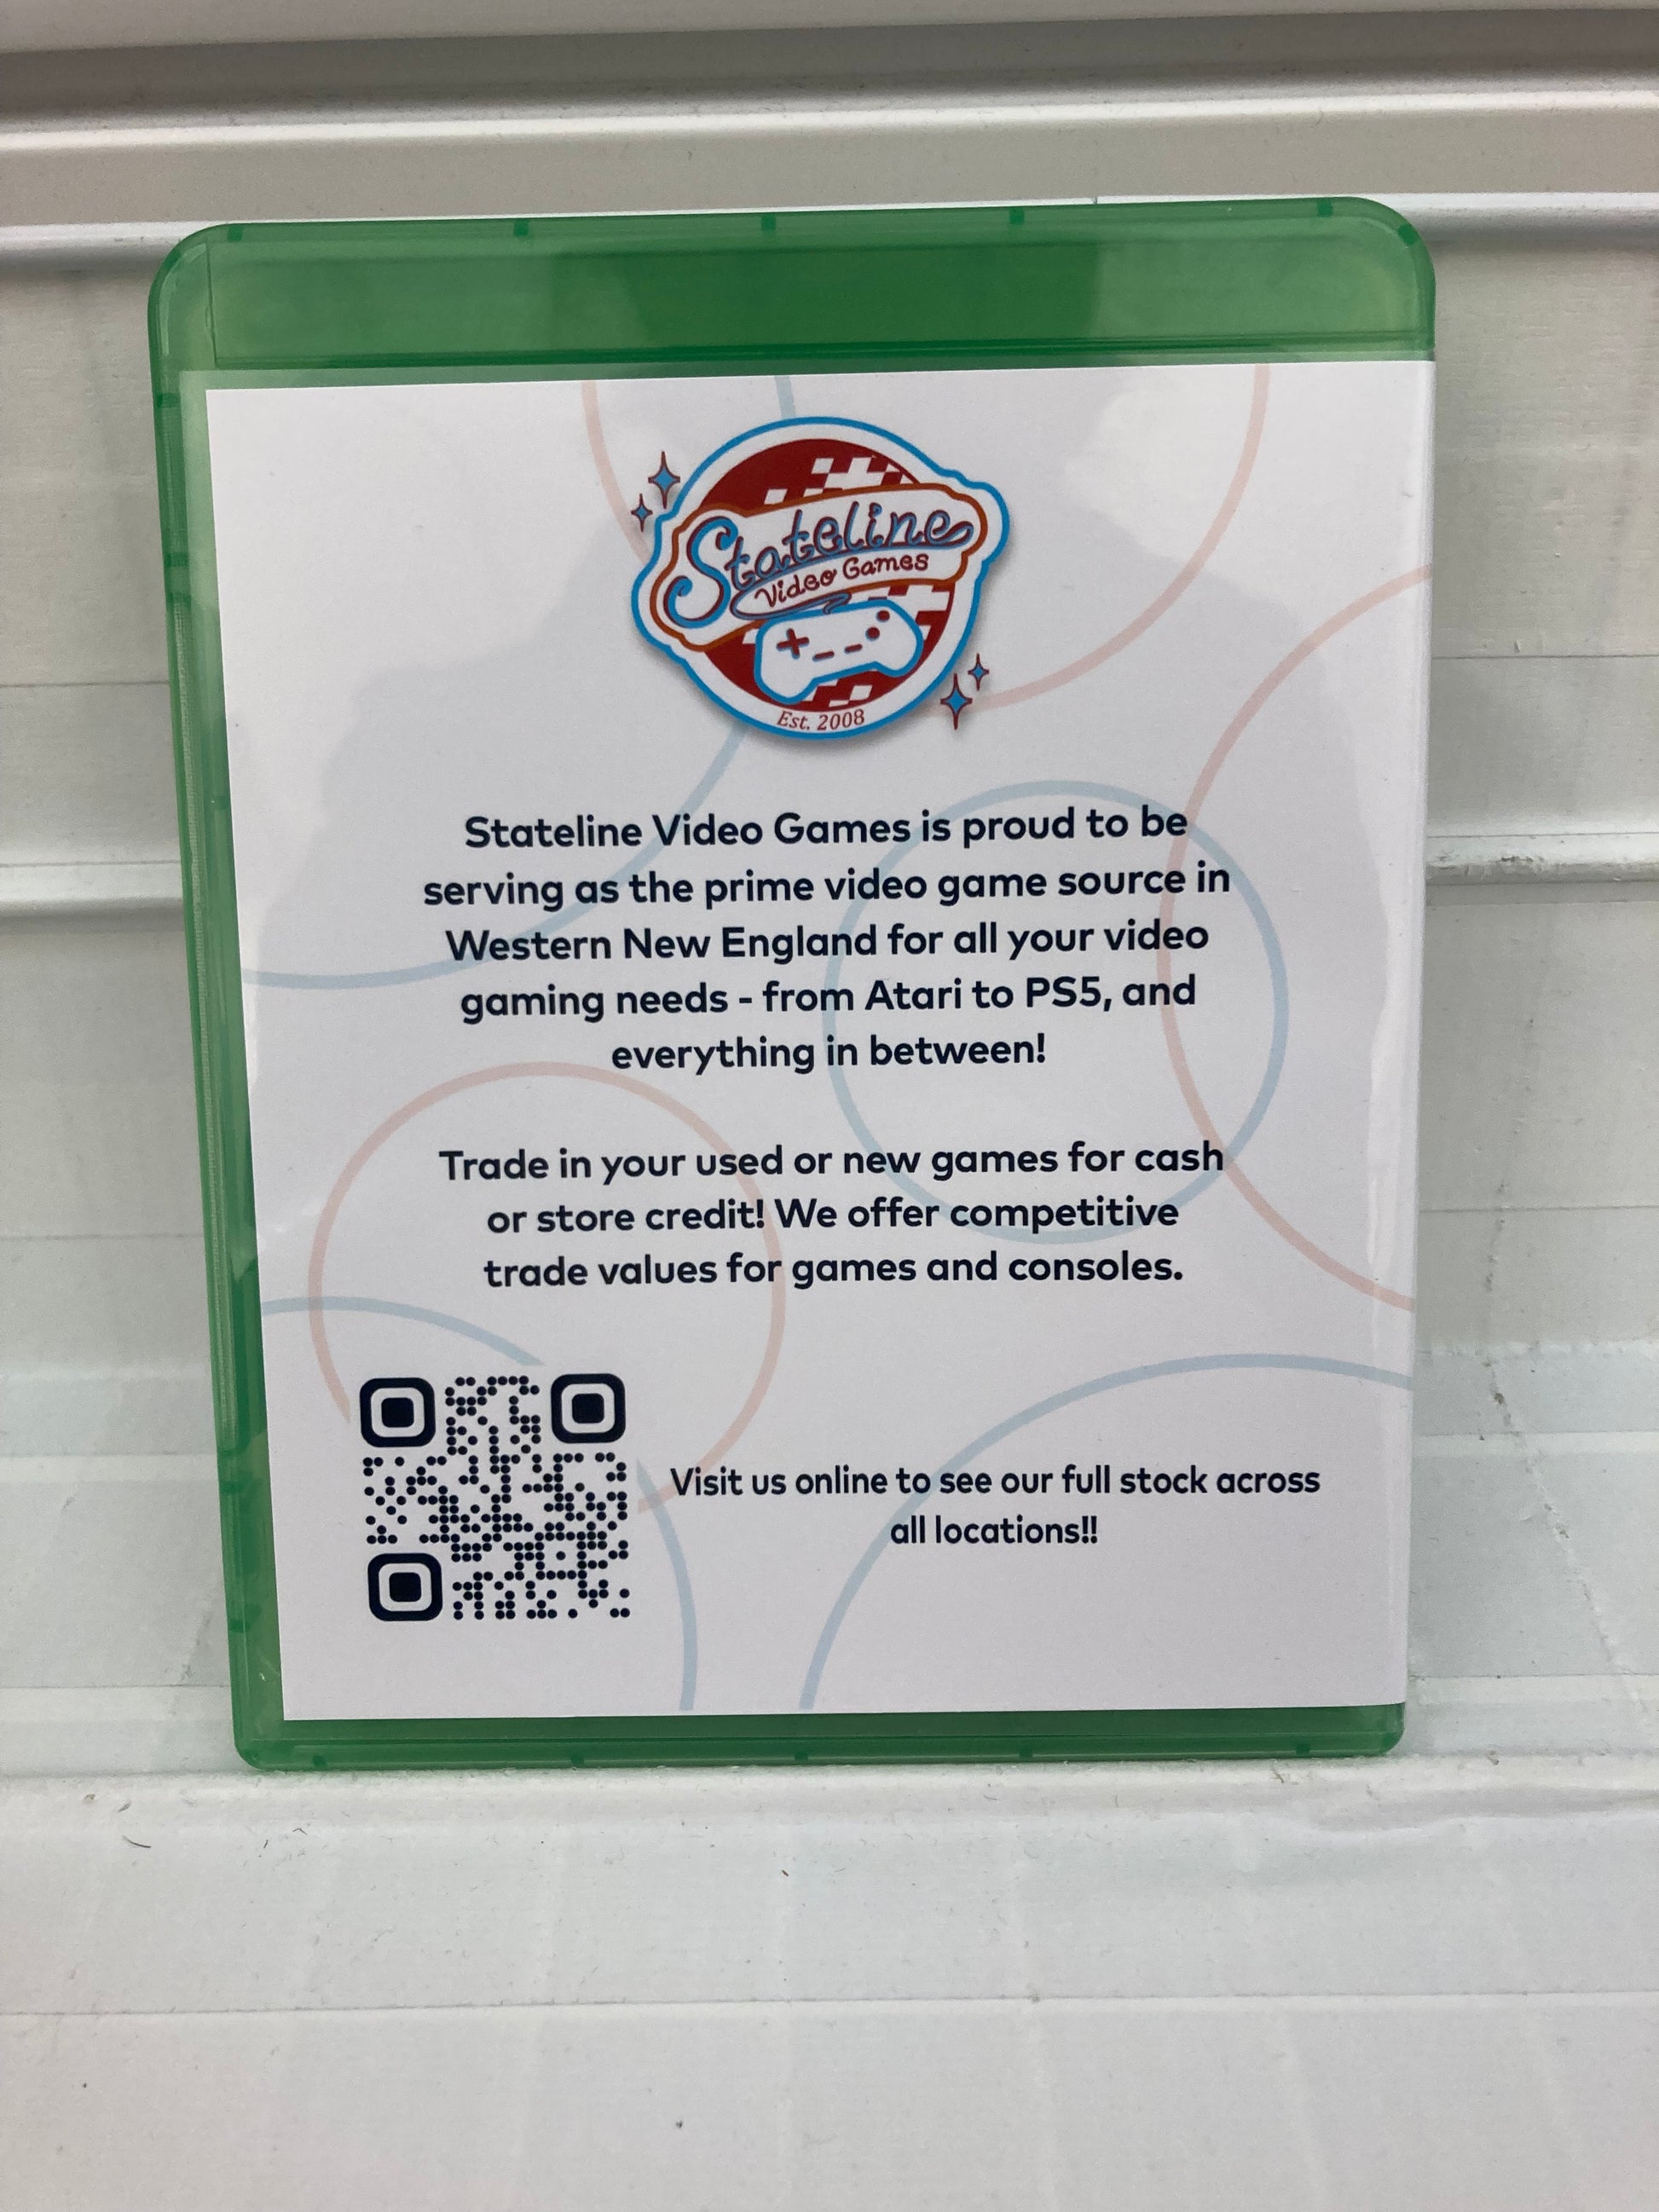 Stateline
Video Games
Est. 2008
Stateline Video Games is proud to be
serving as the prime video game source in
Western New England for all your video
gaming needs - from Atari to PS5, and
everything in between!
Trade in your used or new games for cash
or store credit! We offer competitive
trade values for games and consoles.
Visit us online to see our full stock across
all locations!!